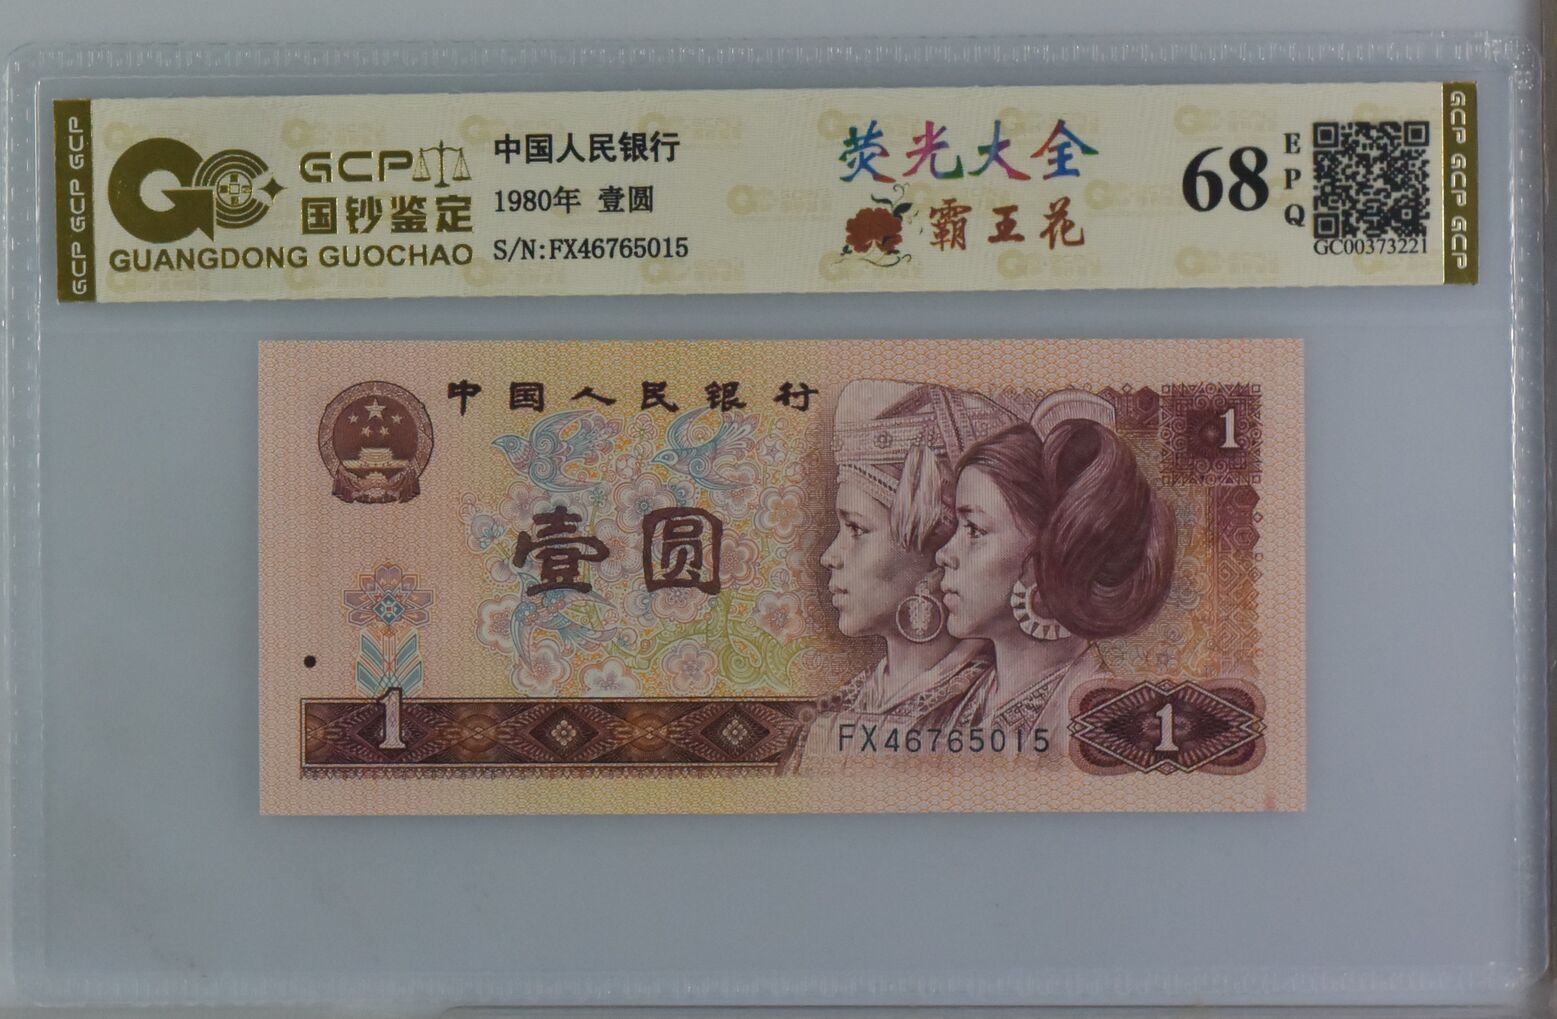 GCP GCP GCP
GCP
国钞鉴定
GUANGDONG GUOCHAO
中国人民银行
1980年 壹圆
S/N:FX46765015
荧光大全
霸王花
68
EPQ
GC00373221
GCP GCP GCP
中国人民银行
1
壹圆
1
FX46765015
1